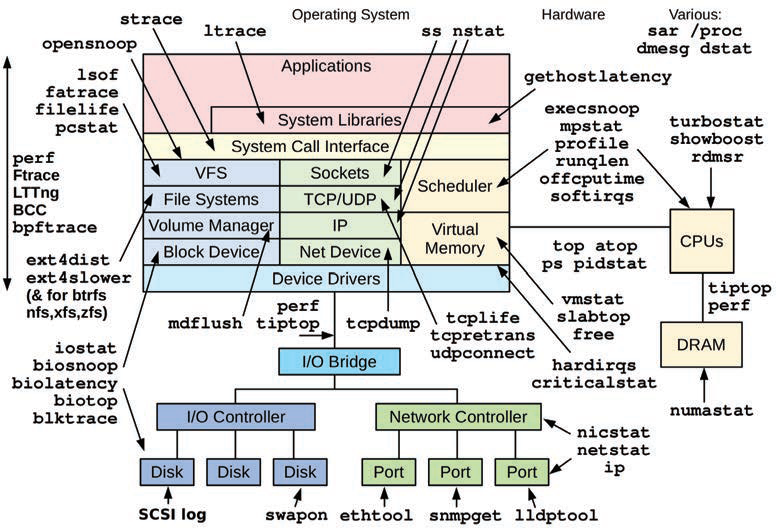 Operating System
Hardware
Various:
sar /proc
dmesg dstat
strace
ltrace
ss nstat
opensnoop
lsof
fatrace
filelife
pcstat
gethostlatency
Applications
System Libraries
System Call Interface
VFS
Sockets
Scheduler
File Systems
TCP/UDP
Volume Manager
IP
Virtual
Memory
Block Device
Net Device
Device Drivers
perf
Ftrace
LTTng
BCC
bpftrace
execsnoop
mpstat
profile
runqlen
offcputime
softirqs
turbostat
showboost
rdmsr
CPUs
top atop
ps pidstat
ext4dist
ext4slower
(& for btrfs
nfs,xfs,zfs)
mdflush
perf
tiptop
tcpdump
tcplife
tcpretrans
udpconnect
vmstat
slabtop
free
tiptop
perf
DRAM
iostat
biosnoop
biolatency
biotop
blktrace
I/O Bridge
hardirqs
criticalstat
numastat
I/O Controller
Network Controller
nicstat
netstat
ip
Disk
Disk
Disk
Port
Port
Port
SCSI log
swapon
ethtool
snmpget
lldptool